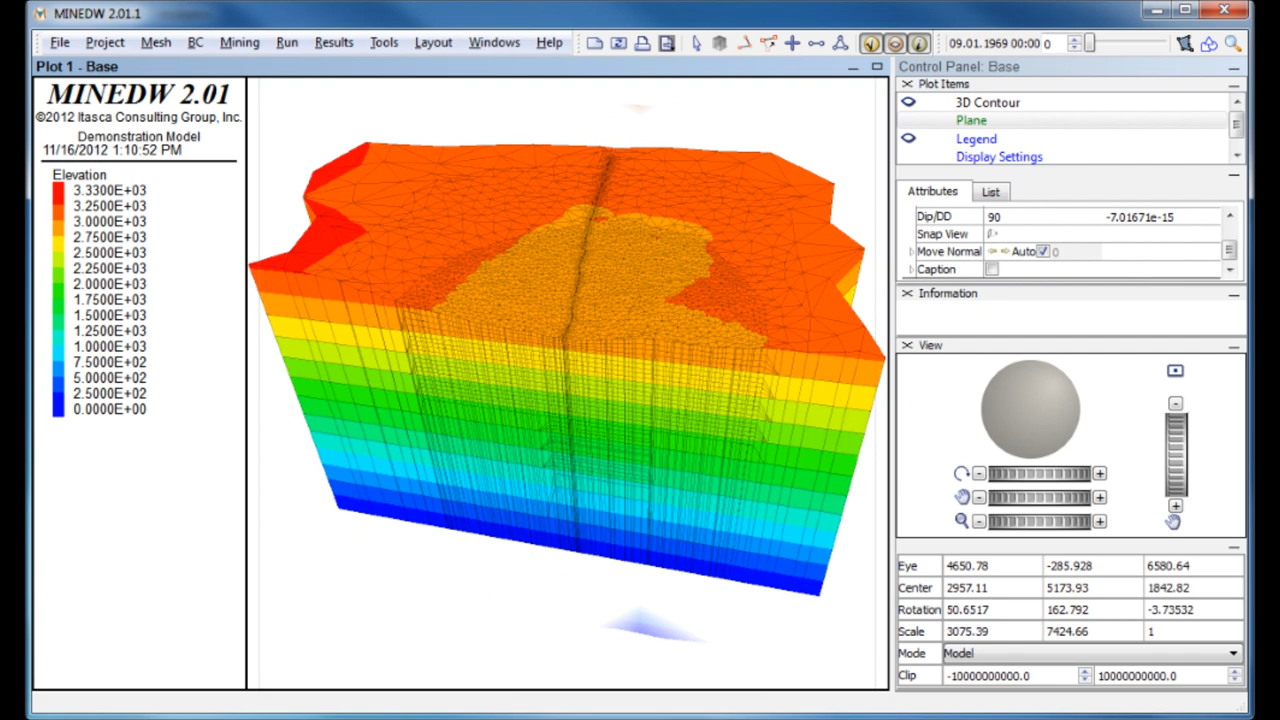 MINEDW 2.01.1
File Project Mesh BC Mining Run Results Tools Layout Windows Help 09.01.1969 00:00 0
Plot 1 - Base
MINEDW 2.01
©2012 Itasca Consulting Group, Inc.
Demonstration Model
11/16/2012 1:10:52 PM
Elevation
3.3300E+03
3.2500E+03
3.0000E+03
2.7500E+03
2.5000E+03
2.2500E+03
2.0000E+03
1.7500E+03
1.5000E+03
1.2500E+03
1.0000E+03
7.5000E+02
5.0000E+02
2.5000E+02
0.0000E+00
Control Panel: Base
Plot Items
3D Contour
Plane
Legend
Display Settings
Attributes List
Dip/DD 90 -7.01671e-15
Snap View
Move Normal Auto 0
Caption
Information
View
Eye 4650.78 -285.928 6580.64
Center 2957.11 5173.93 1842.82
Rotation 50.6517 162.792 -3.73532
Scale 3075.39 7424.66 1
Mode Model
Clip -10000000000.0 10000000000.0